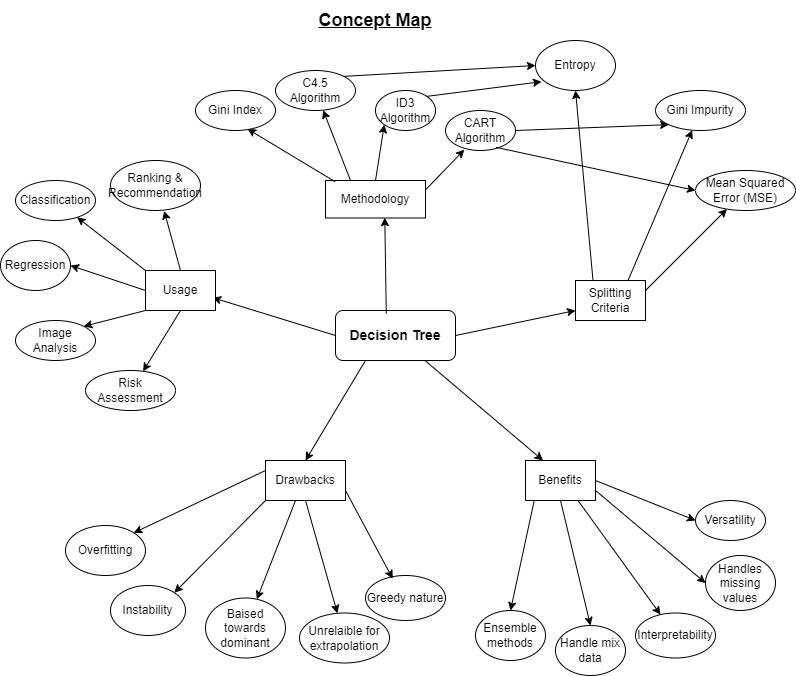 Concept Map
Entropy
C4.5
Algorithm
Gini Index
ID3
Algorithm
CART
Algorithm
Gini Impurity
Ranking &
Recommendation
Classification
Methodology
Mean Squared
Error (MSE)
Regression
Usage
Splitting
Criteria
Image
Analysis
Decision Tree
Risk
Assessment
Drawbacks
Benefits
Overfitting
Versatility
Handles
missing
values
Instability
Greedy nature
Baised
towards
dominant
Unrelaible for
extrapolation
Ensemble
methods
Handle mix
data
Interpretability